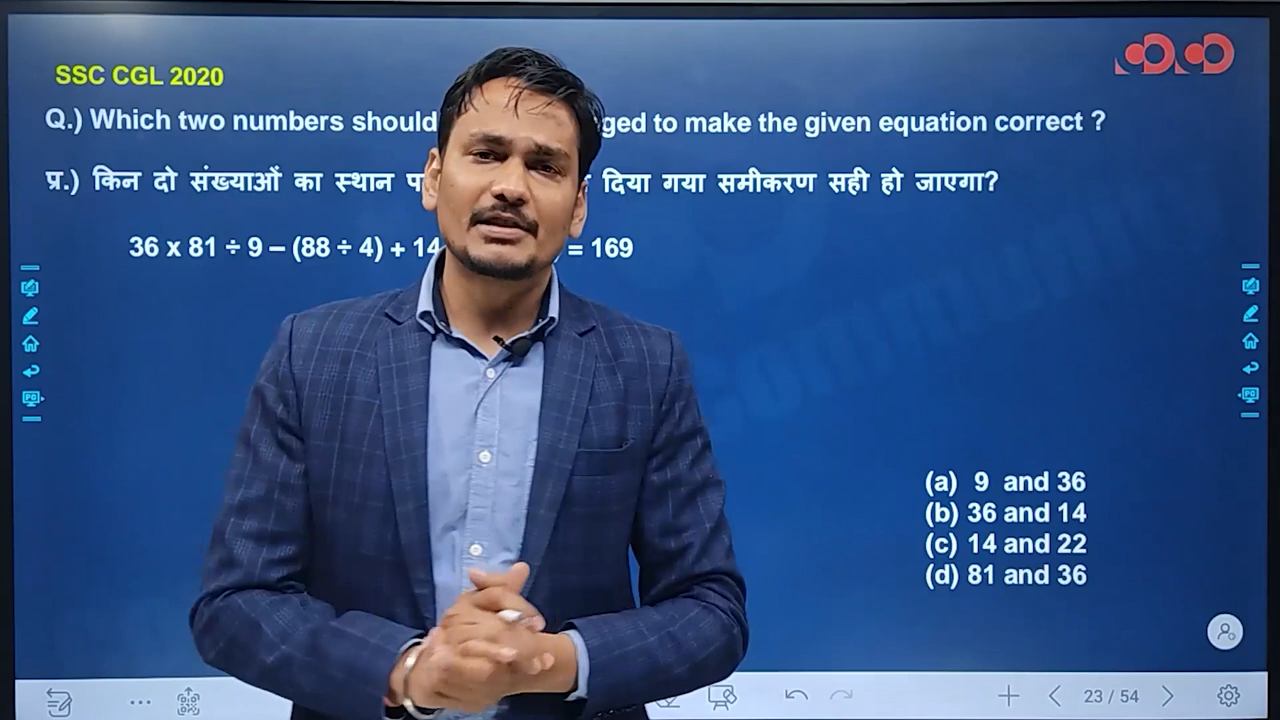 SSC CGL 2020
Q.) Which two numbers should ged to make the given equation correct ?
प्र.) किन दो संख्याओं का स्थान दिया गया समीकरण सही हो जाएगा?
36 x 81 ÷ 9 – (88 ÷ 4) + 14 = 169
(a) 9 and 36
(b) 36 and 14
(c) 14 and 22
(d) 81 and 36
23 / 54